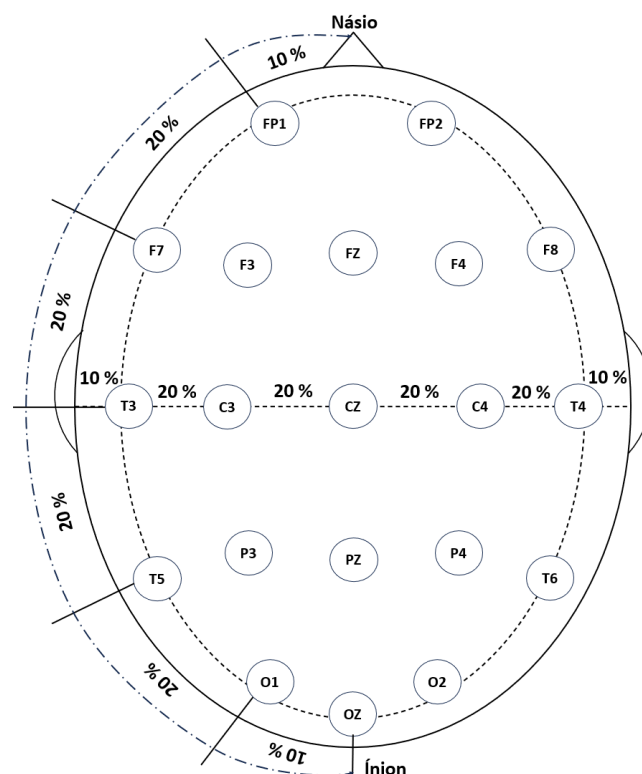 Násio
10 %
20 %
FP1
FP2
20 %
F7
F3
FZ
F4
F8
10 %
20 %
20 %
20 %
20 %
10 %
T3
C3
CZ
C4
T4
20 %
T5
P3
PZ
P4
T6
20 %
O1
O2
OZ
10 %
Ínion